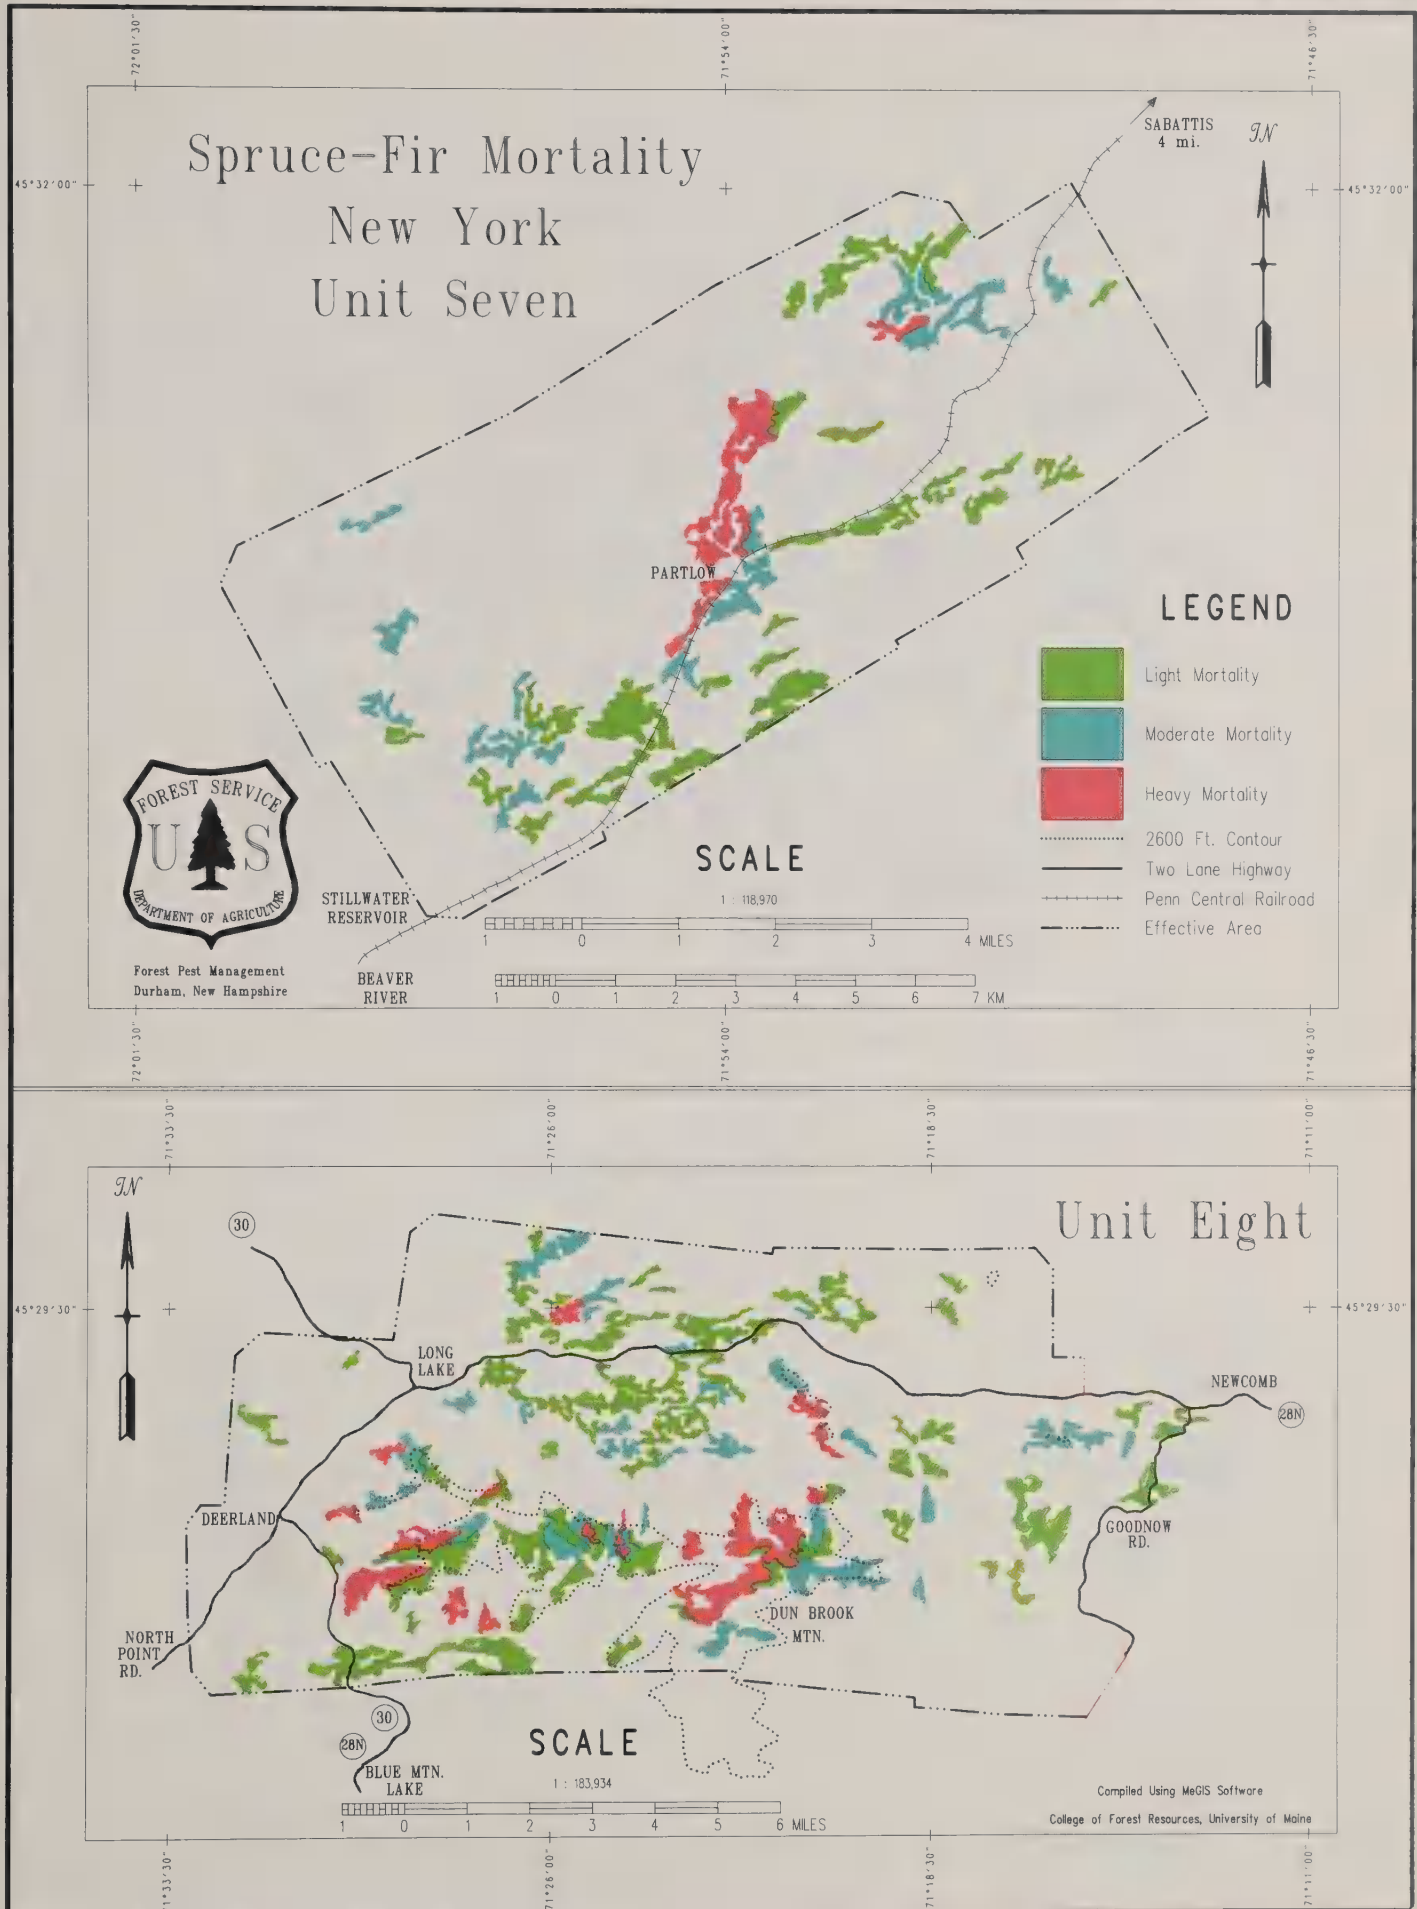 72°01'30"
71°54'00"
71°46'30"
Spruce-Fir Mortality
New York
Unit Seven
SABATTIS
4 mi.
TN
45°32'00"
45°32'00"
PARTLOW
LEGEND
Light Mortality
Moderate Mortality
Heavy Mortality
2600 Ft. Contour
Two Lane Highway
Penn Central Railroad
Effective Area
FOREST SERVICE
U S
DEPARTMENT OF AGRICULTURE
Forest Pest Management
Durham, New Hampshire
STILLWATER
RESERVOIR
BEAVER
RIVER
SCALE
1 : 118,970
1 0 1 2 3 4 MILES
1 0 1 2 3 4 5 6 7 KM
72°01'30"
71°54'00"
71°46'30"
71°33'30"
71°26'00"
71°18'30"
71°11'00"
TN
Unit Eight
30
45°29'30"
45°29'30"
LONG
LAKE
NEWCOMB
28N
DEERLAND
GOODNOW
RD.
DUN BROOK
MTN.
NORTH
POINT
RD.
30
28N
BLUE MTN.
LAKE
SCALE
1 : 183,934
1 0 1 2 3 4 5 6 MILES
Compiled Using MeGIS Software
College of Forest Resources, University of Maine
71°33'30"
71°26'00"
71°18'30"
71°11'00"